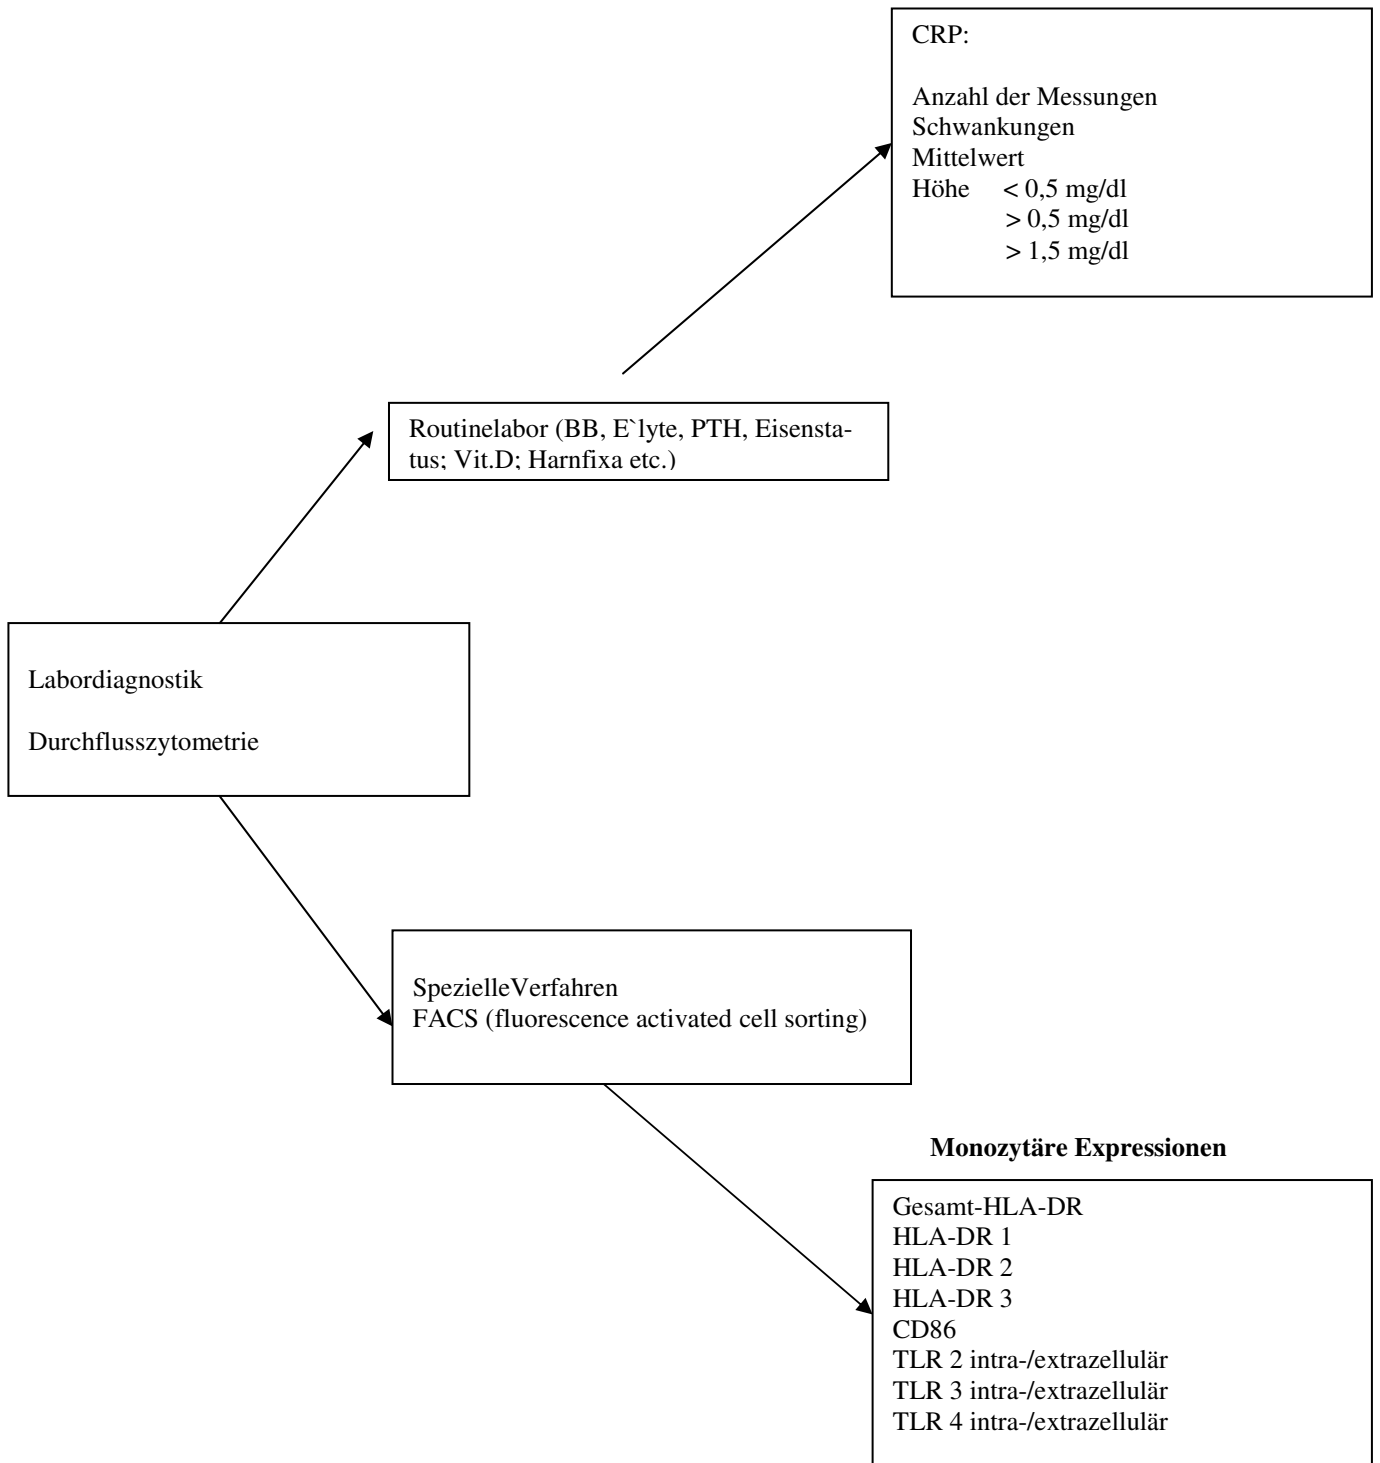 CRP:
Anzahl der Messungen
Schwankungen
Mittelwert
Höhe < 0,5 mg/dl
> 0,5 mg/dl
> 1,5 mg/dl
Routinelabor (BB, E`lyte, PTH, Eisensta-
tus; Vit.D; Harnfixa etc.)
Labordiagnostik
Durchflusszytometrie
SpezielleVerfahren
FACS (fluorescence activated cell sorting)
Monozytäre Expressionen
Gesamt-HLA-DR
HLA-DR 1
HLA-DR 2
HLA-DR 3
CD86
TLR 2 intra-/extrazellulär
TLR 3 intra-/extrazellulär
TLR 4 intra-/extrazellulär